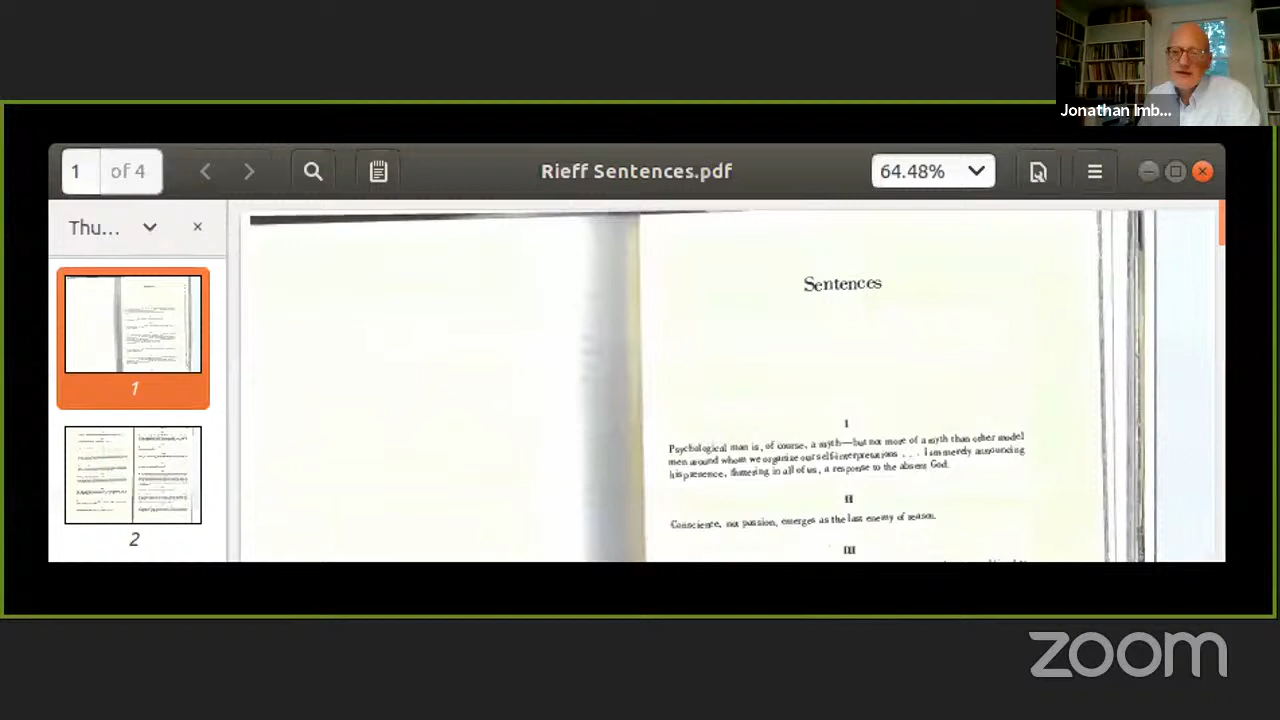 Jonathan Imb...
1 of 4
Rieff Sentences.pdf
64.48%
Thu...
1
2
Sentences
I
Psychological man is, of course, a myth—but not more of a myth than other model
men around whom we organize our self-interpretations . . . I am merely announcing
his presence, fluttering in all of us, a response to the absent God.
II
Conscience, not passion, emerges as the last enemy of reason.
III
zoom